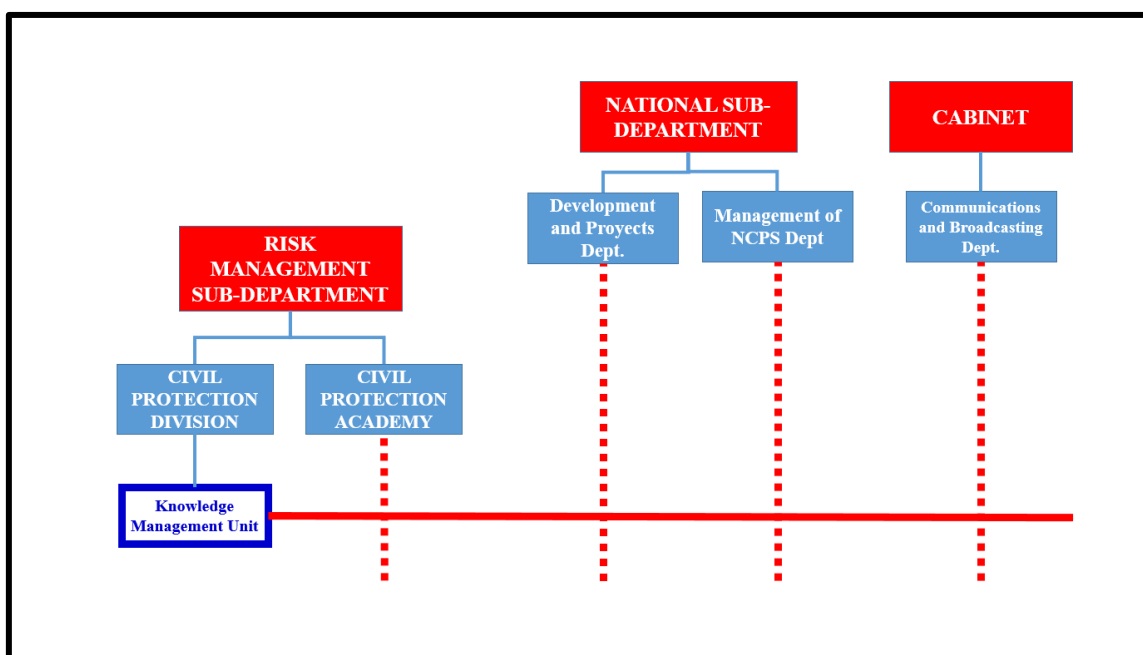 NATIONAL SUB-
DEPARTMENT
CABINET
Development
and Proyects
Dept.
Management of
NCPS Dept
Communications
and Broadcasting
Dept.
RISK
MANAGEMENT
SUB-DEPARTMENT
CIVIL
PROTECTION
DIVISION
CIVIL
PROTECTION
ACADEMY
Knowledge
Management Unit